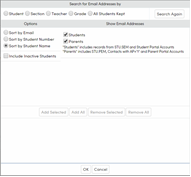 Search for Email Addresses by
Student Section Teacher Grade All Students Kept Search Again
Options Show Email Addresses
Sort by Email
Sort by Student Number
Sort by Student Name
Include Inactive Students
Students
Parents
"Students" includes records from STU.SEM and Student Portal Accounts
"Parents" includes STU.PEM, Contacts with and Parent Portal Accounts
Add Selected Add All Remove Selected Remove All
OK Cancel